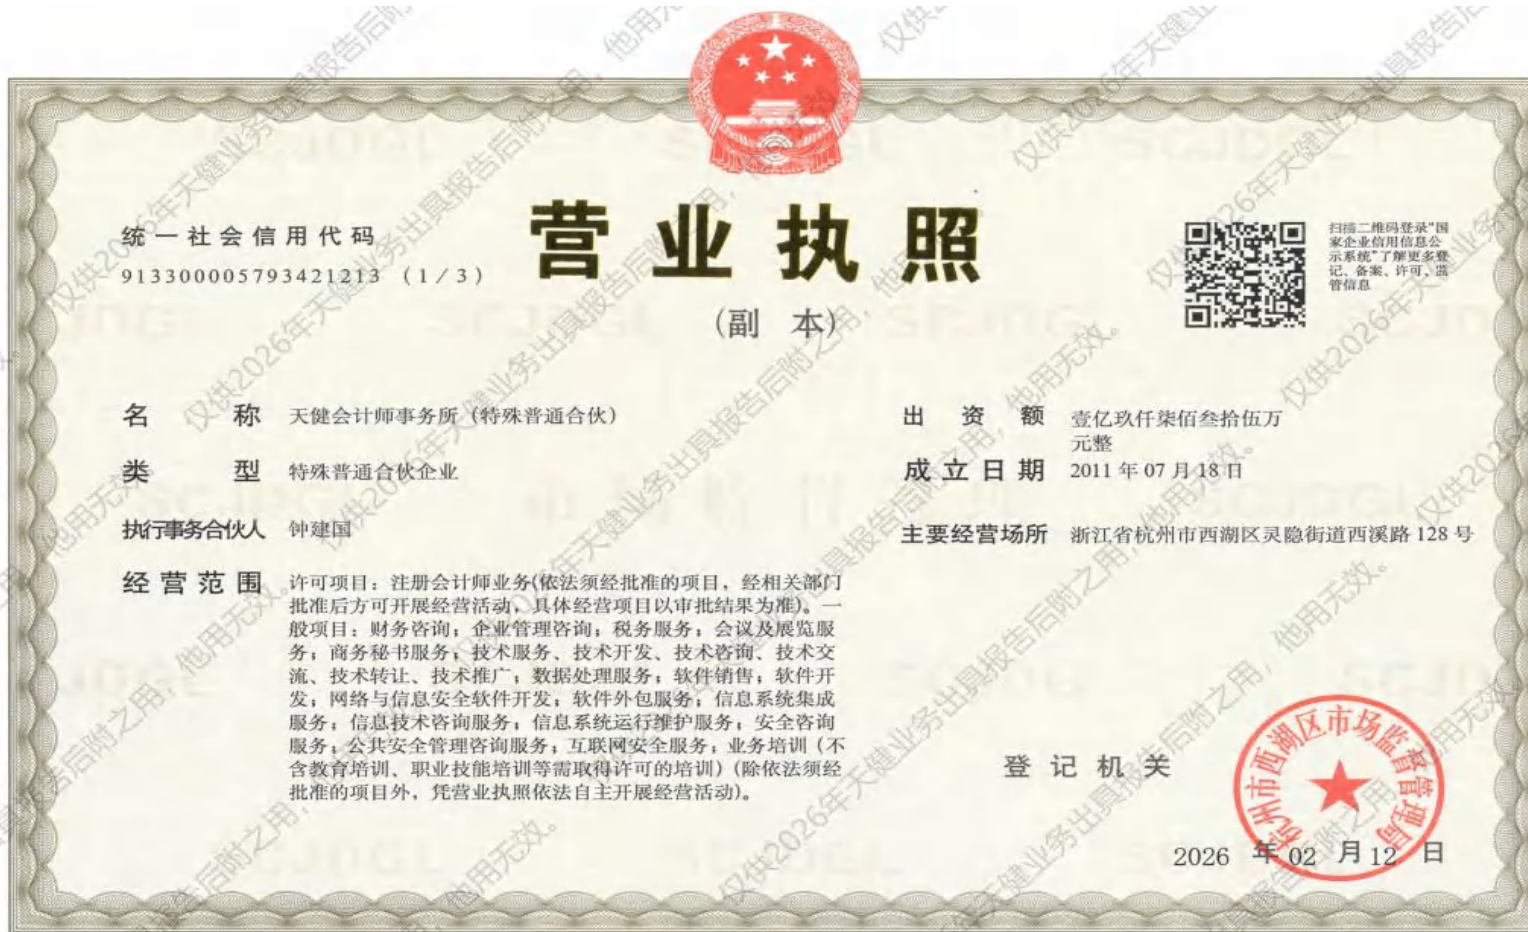 营业执照
(副 本)
统一社会信用代码
913300005793421213 (1/3)
扫描二维码登录“国
家企业信用信息公
示系统”了解更多登
记、备案、许可、监
管信息
名 称 天健会计师事务所（特殊普通合伙）
类 型 特殊普通合伙企业
执行事务合伙人 钟建国
经营范围 许可项目：注册会计师业务(依法须经批准的项目，经相关部门
批准后方可开展经营活动，具体经营项目以审批结果为准)。一
般项目：财务咨询；企业管理咨询；税务服务；会议及展览服
务；商务秘书服务；技术服务、技术开发、技术咨询、技术交
流、技术转让、技术推广；数据处理服务；软件销售；软件开
发；网络与信息安全软件开发；软件外包服务；信息系统集成
服务；信息技术咨询服务；信息系统运行维护服务；安全咨询
服务；公共安全管理咨询服务；互联网安全服务；业务培训（不
含教育培训、职业技能培训等需取得许可的培训）(除依法须经
批准的项目外，凭营业执照依法自主开展经营活动)。
出 资 额 壹亿玖仟柒佰叁拾伍万
元整
成立日期 2011 年 07 月 18 日
主要经营场所 浙江省杭州市西湖区灵隐街道西溪路 128 号
登记机关
杭州市西湖区市场监督管理局
2026 年 02 月 12 日
仅供2026年天健业务出具报告后附之用，他用无效。